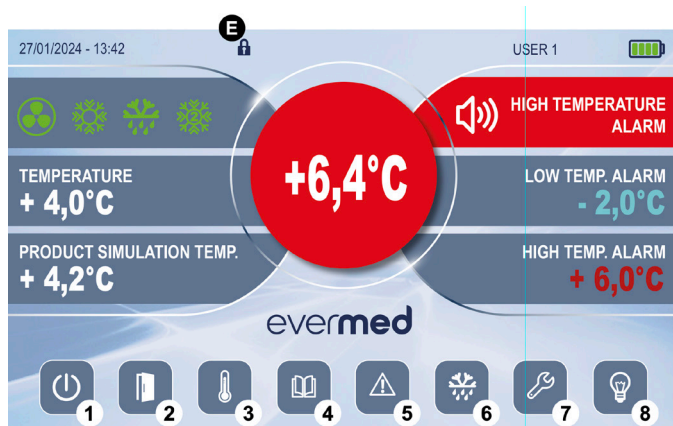 E
27/01/2024 - 13:42
USER 1
2
HIGH TEMPERATURE
ALARM
+6,4°C
TEMPERATURE
+ 4,0°C
LOW TEMP. ALARM
- 2,0°C
PRODUCT SIMULATION TEMP.
+ 4,2°C
HIGH TEMP. ALARM
+ 6,0°C
evermed
1
2
3
4
5
6
7
8